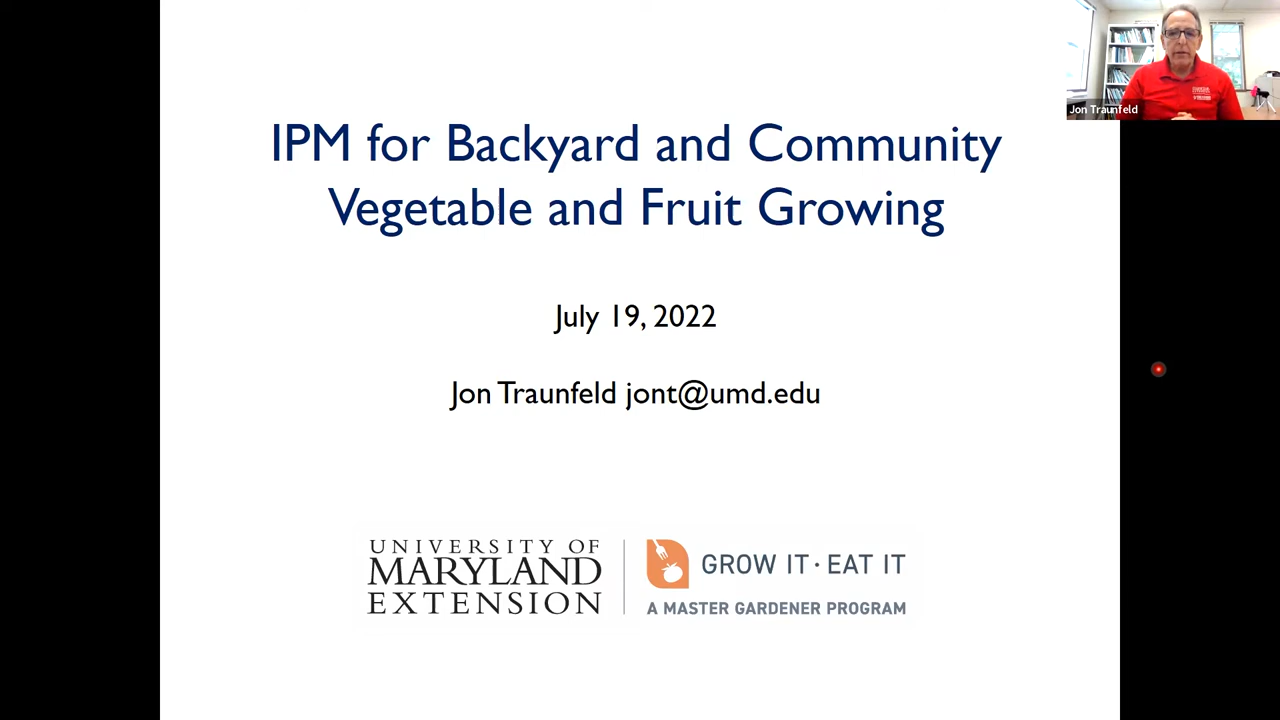 IPM for Backyard and Community
Vegetable and Fruit Growing
July 19, 2022
Jon Traunfeld jont@umd.edu
UNIVERSITY OF
MARYLAND
EXTENSION
GROW IT · EAT IT
A MASTER GARDENER PROGRAM
Jon Traunfeld